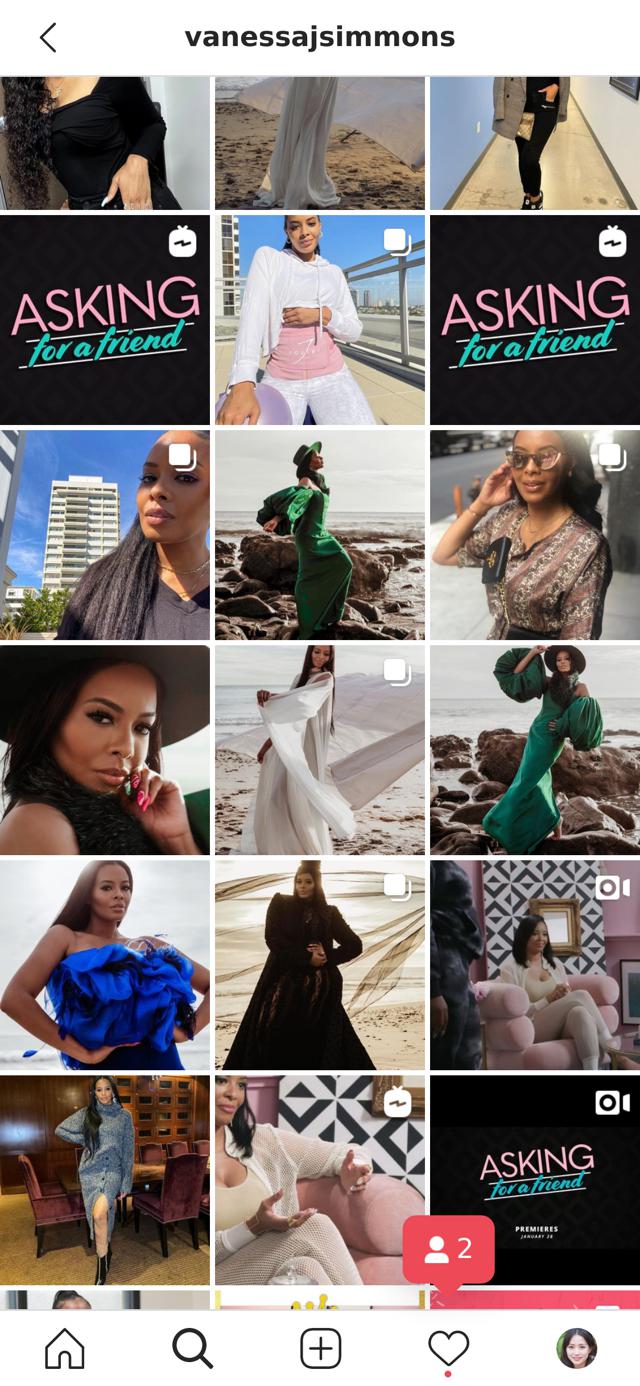 vanessajsimmons
ASKING
for a friend
ASKING
for a friend
ASKING
for a friend
PREMIERES
JANUARY 28
2